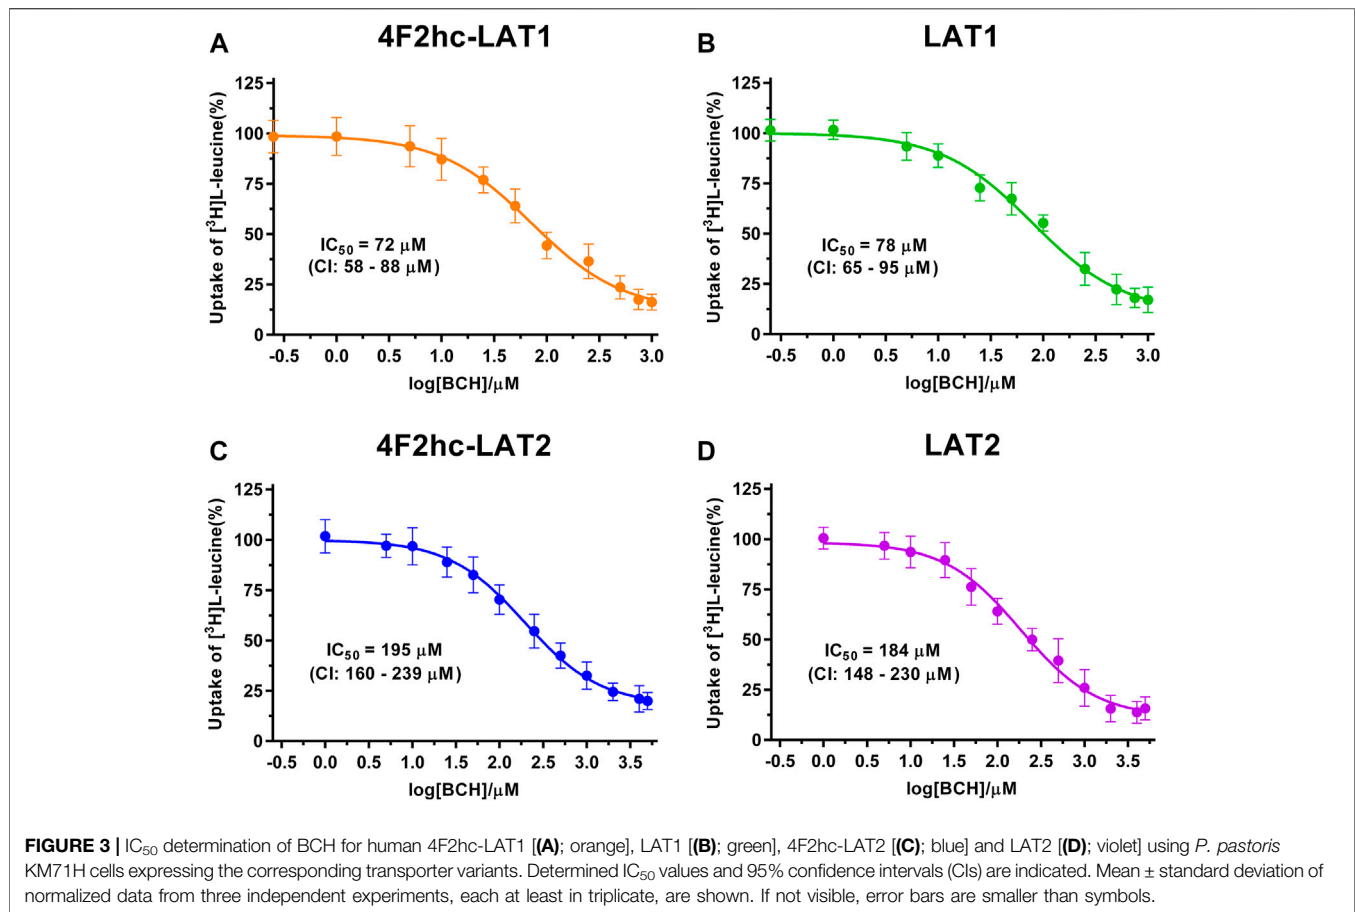 A
4F2hc-LAT1
Uptake of [³H]L-leucine(%)
125
100
75
50
25
0
IC₅₀ = 72 µM
(CI: 58 - 88 µM)
-0.5 0.0 0.5 1.0 1.5 2.0 2.5 3.0
log[BCH]/µM
B
LAT1
Uptake of [³H]L-leucine(%)
125
100
75
50
25
0
IC₅₀ = 78 µM
(CI: 65 - 95 µM)
-0.5 0.0 0.5 1.0 1.5 2.0 2.5 3.0
log[BCH]/µM
C
4F2hc-LAT2
Uptake of [³H]L-leucine(%)
125
100
75
50
25
0
IC₅₀ = 195 µM
(CI: 160 - 239 µM)
-0.5 0.0 0.5 1.0 1.5 2.0 2.5 3.0 3.5
log[BCH]/µM
D
LAT2
Uptake of [³H]L-leucine(%)
125
100
75
50
25
0
IC₅₀ = 184 µM
(CI: 148 - 230 µM)
-0.5 0.0 0.5 1.0 1.5 2.0 2.5 3.0 3.5
log[BCH]/µM
FIGURE 3 | IC₅₀ determination of BCH for human 4F2hc-LAT1 [(A); orange], LAT1 [(B); green], 4F2hc-LAT2 [(C); blue] and LAT2 [(D); violet] using P. pastoris
KM71H cells expressing the corresponding transporter variants. Determined IC₅₀ values and 95% confidence intervals (CIs) are indicated. Mean ± standard deviation of
normalized data from three independent experiments, each at least in triplicate, are shown. If not visible, error bars are smaller than symbols.